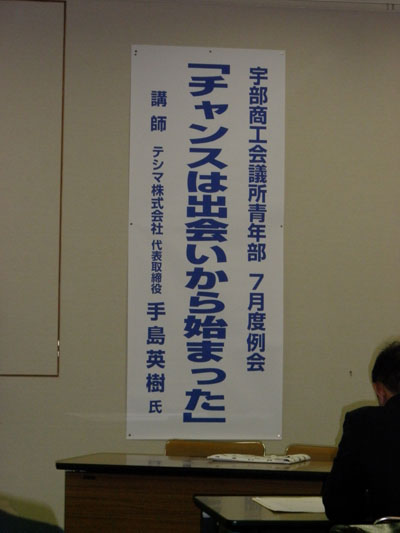 宇部商工会議所青年部 7月度例会
「チャンスは出会いから始まった」
講師 テシマ株式会社 代表取締役 手島英樹氏